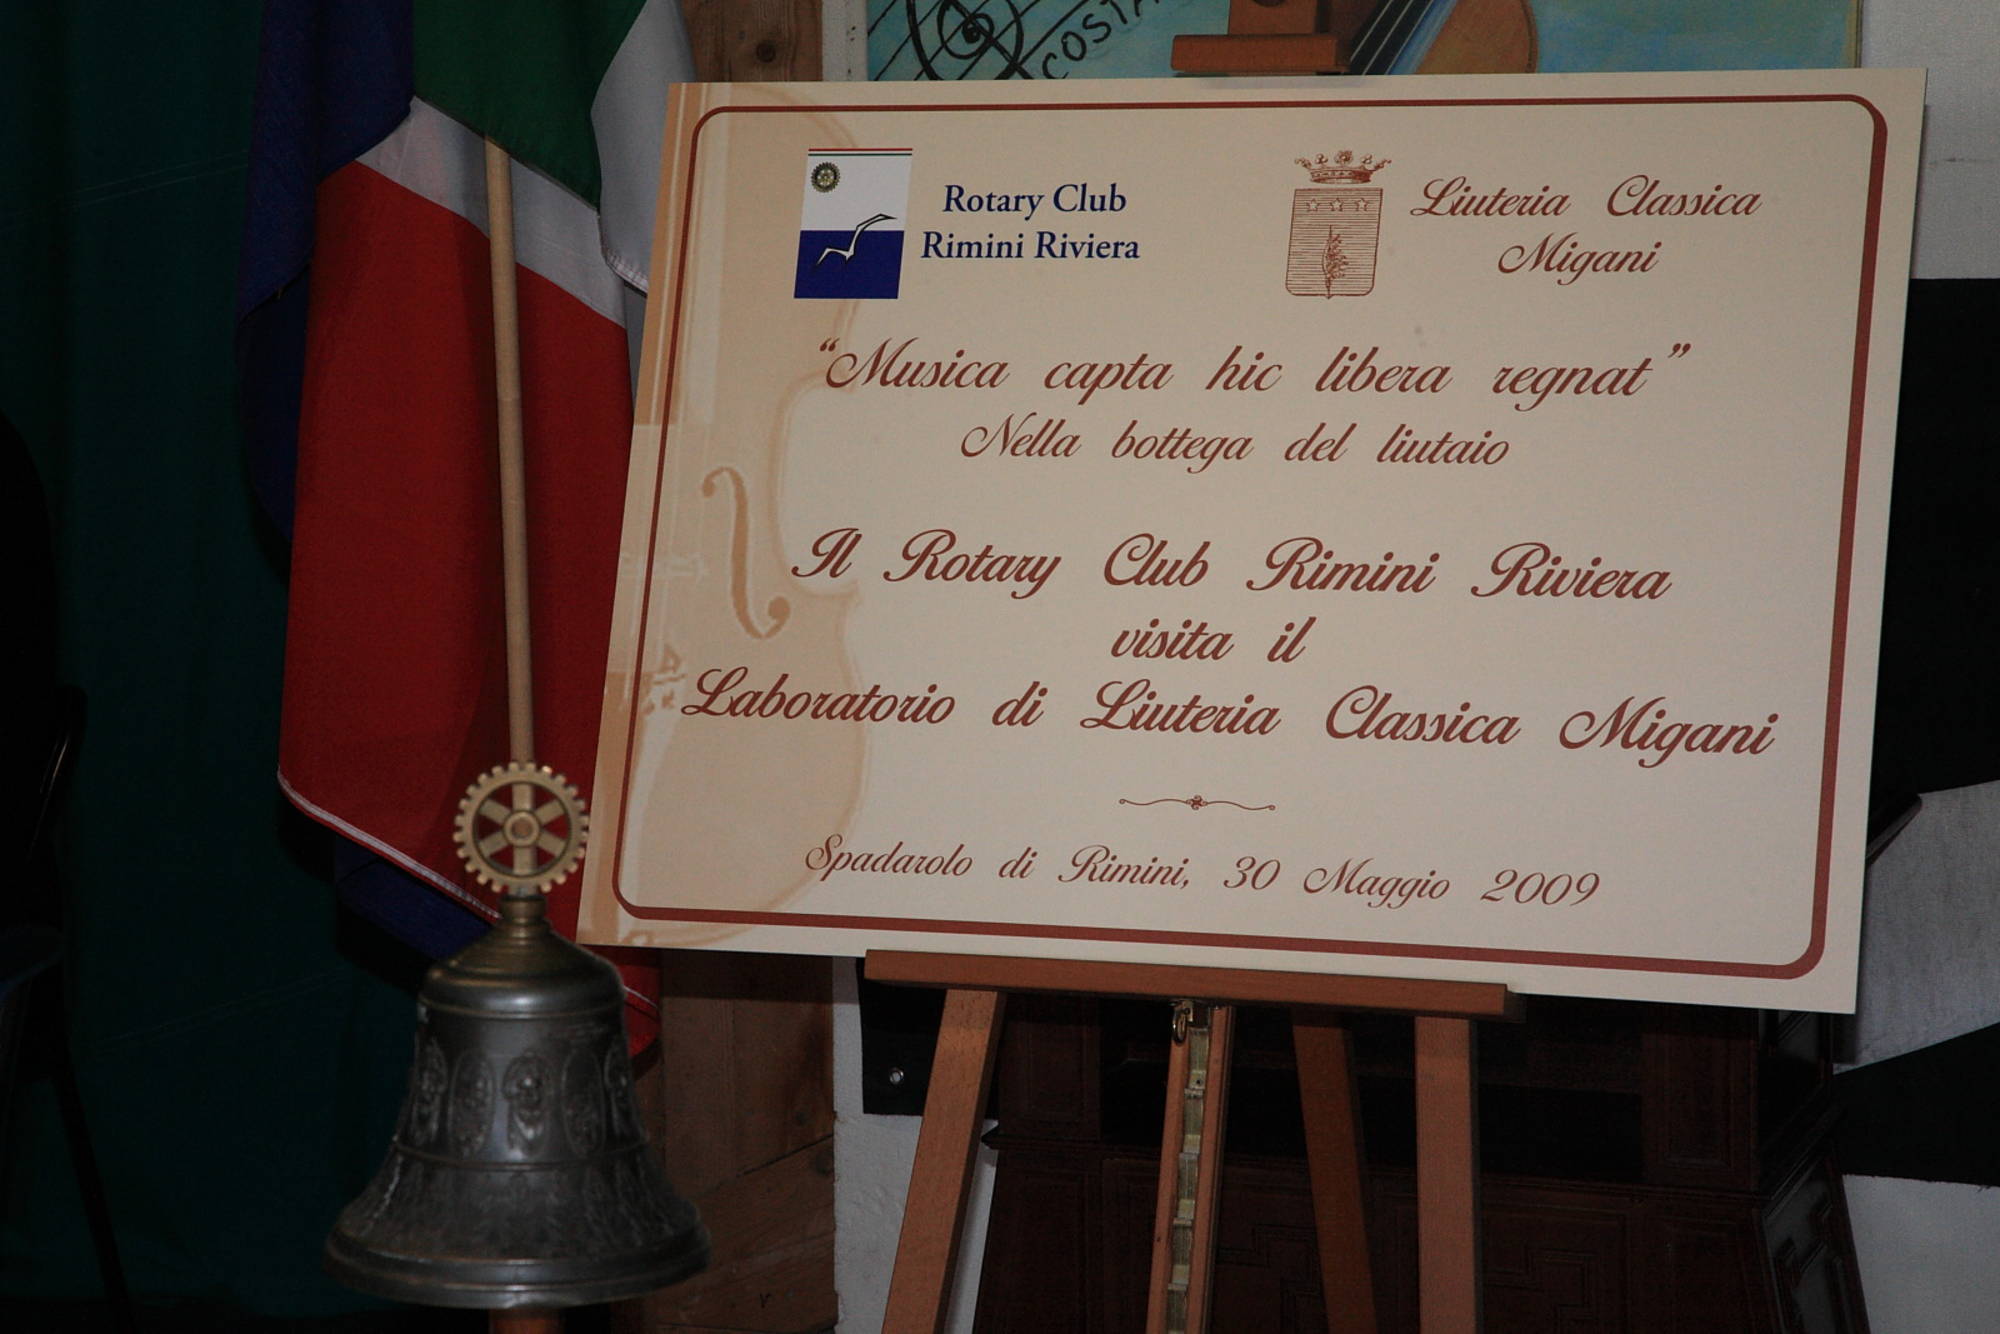 COSTA
Rotary Club
Rimini Riviera
Liuteria Classica
Migani
“Musica capta hic libera regnat”
Nella bottega del liutaio
Il Rotary Club Rimini Riviera
visita il
Laboratorio di Liuteria Classica Migani
Spadarolo di Rimini, 30 Maggio 2009